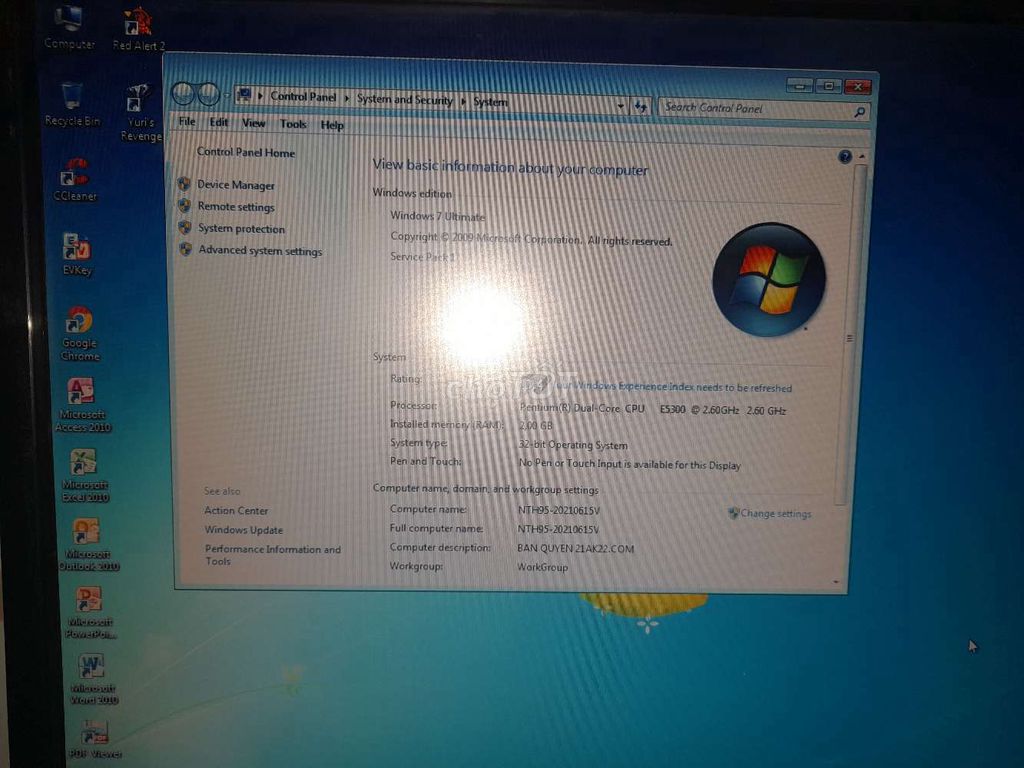 Computer
Red Alert 2
Recycle Bin
Yuri's
Revenge
CCleaner
EVKey
Google
Chrome
Microsoft
Access 2010
Microsoft
Excel 2010
Microsoft
Outlook 2010
Microsoft
PowerPoi...
Microsoft
Word 2010
PDF Viewer
Control Panel
System and Security
System
Search Control Panel
File Edit View Tools Help
Control Panel Home
Device Manager
Remote settings
System protection
Advanced system settings
See also
Action Center
Windows Update
Performance Information and
Tools
View basic information about your computer
Windows edition
Windows 7 Ultimate
Copyright © 2009 Microsoft Corporation. All rights reserved.
Service Pack 1
System
Rating: Your Windows Experience Index needs to be refreshed
Processor: Pentium(R) Dual-Core CPU E5300 @ 2.60GHz 2.60 GHz
Installed memory (RAM): 2.00 GB
System type: 32-bit Operating System
Pen and Touch: No Pen or Touch Input is available for this Display
Computer name, domain, and workgroup settings
Computer name: NTH95-20210615V
Change settings
Full computer name: NTH95-20210615V
Computer description: BAN QUYEN 21AK22.COM
Workgroup: WorkGroup